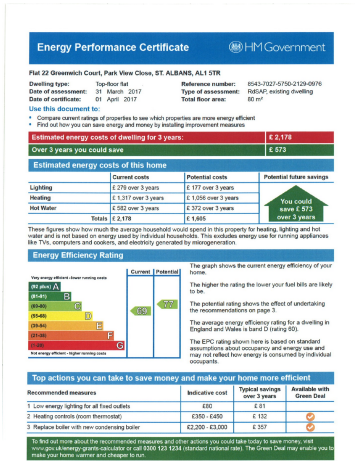 Energy Performance Certificate
HM Government
Flat 22 Greenwich Court, Park View Close, ST. ALBANS, AL1 5TR
Dwelling type: Top-floor flat
Date of assessment: 31 March 2017
Date of certificate: 01 April 2017
Reference number: 8543-7027-5750-2129-0976
Type of assessment: RdSAP, existing dwelling
Total floor area: 60 m²
Use this document to:
• Compare current ratings of properties to see which properties are more energy efficient
• Find out how you can save energy and money by installing improvement measures
Estimated energy costs of dwelling for 3 years: £ 2,178
Over 3 years you could save £ 573
Estimated energy costs of this home
Current costs Potential costs Potential future savings
Lighting £ 279 over 3 years £ 177 over 3 years
Heating £ 1,317 over 3 years £ 1,056 over 3 years
Hot Water £ 582 over 3 years £ 372 over 3 years
Totals £ 2,178 £ 1,605
You could
save £ 573
over 3 years
These figures show how much the average household would spend in this property for heating, lighting and hot
water and is not based on energy used by individual households. This excludes energy use for running appliances
like TVs, computers and cookers, and electricity generated by microgeneration.
Energy Efficiency Rating
Current Potential
Very energy efficient - lower running costs
(92 plus) A
(81-91) B
(69-80) C
(55-68) D
(39-54) E
(21-38) F
(1-20) G
69
77
Not energy efficient - higher running costs
The graph shows the current energy efficiency of your
home.
The higher the rating the lower your fuel bills are likely
to be.
The potential rating shows the effect of undertaking
the recommendations on page 3.
The average energy efficiency rating for a dwelling in
England and Wales is band D (rating 60).
The EPC rating shown here is based on standard
assumptions about occupancy and energy use and
may not reflect how energy is consumed by individual
occupants.
Top actions you can take to save money and make your home more efficient
Recommended measures Indicative cost Typical savings over 3 years Available with Green Deal
1 Low energy lighting for all fixed outlets £80 £ 81
2 Heating controls (room thermostat) £350 - £450 £ 132
3 Replace boiler with new condensing boiler £2,200 - £3,000 £ 357
To find out more about the recommended measures and other actions you could take today to save money, visit
www.gov.uk/energy-grants-calculator or call 0300 123 1234 (standard national rate). The Green Deal may enable you to
make your home warmer and cheaper to run.